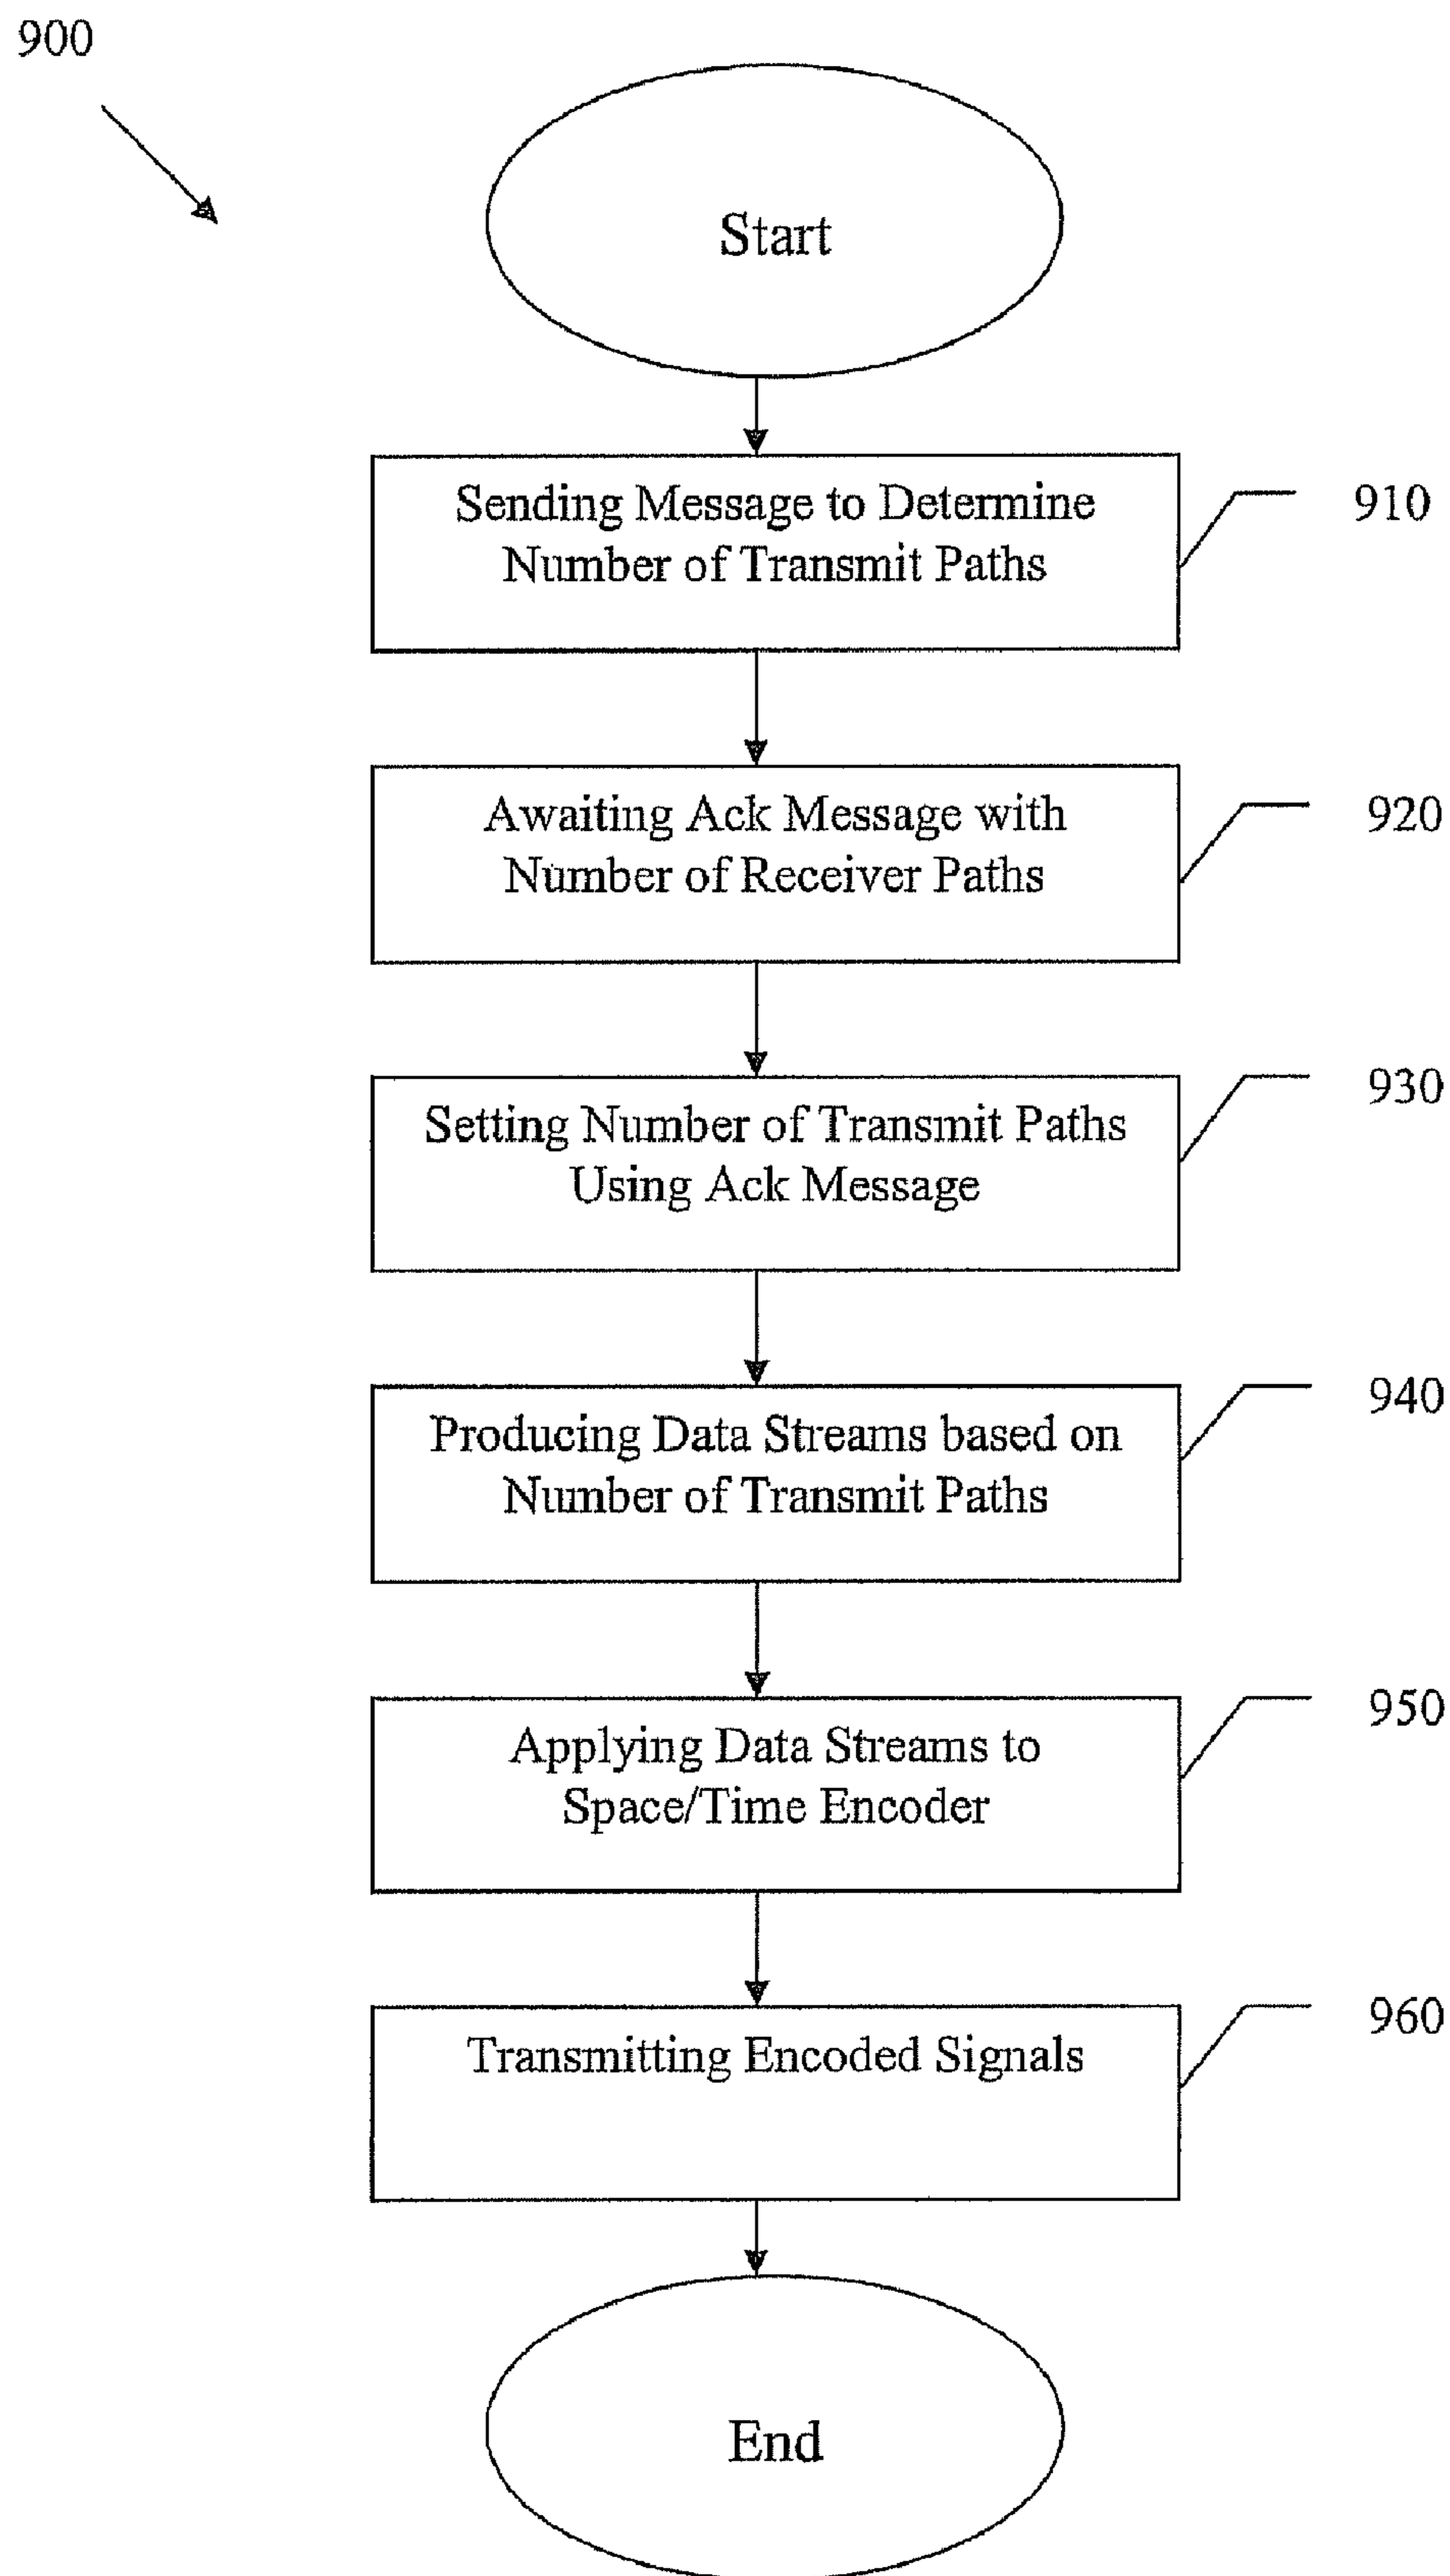 900
Start
Sending Message to Determine
Number of Transmit Paths
910
Awaiting Ack Message with
Number of Receiver Paths
920
Setting Number of Transmit Paths
Using Ack Message
930
Producing Data Streams based on
Number of Transmit Paths
940
Applying Data Streams to
Space/Time Encoder
950
Transmitting Encoded Signals
960
End